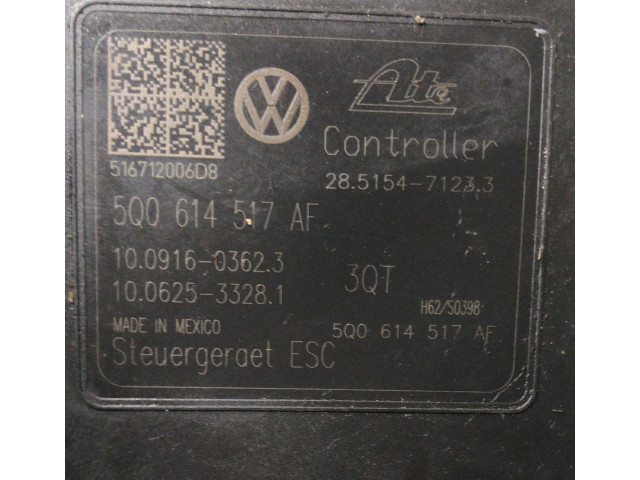 Ate
516712006D8
Controller
28.5154-7123.3
5Q0 614 517 AF
10.0916-0362.3
10.0625-3328.1
3QT
H62/S0398
MADE IN MEXICO
5Q0 614 517 AF
Steuergeraet ESC